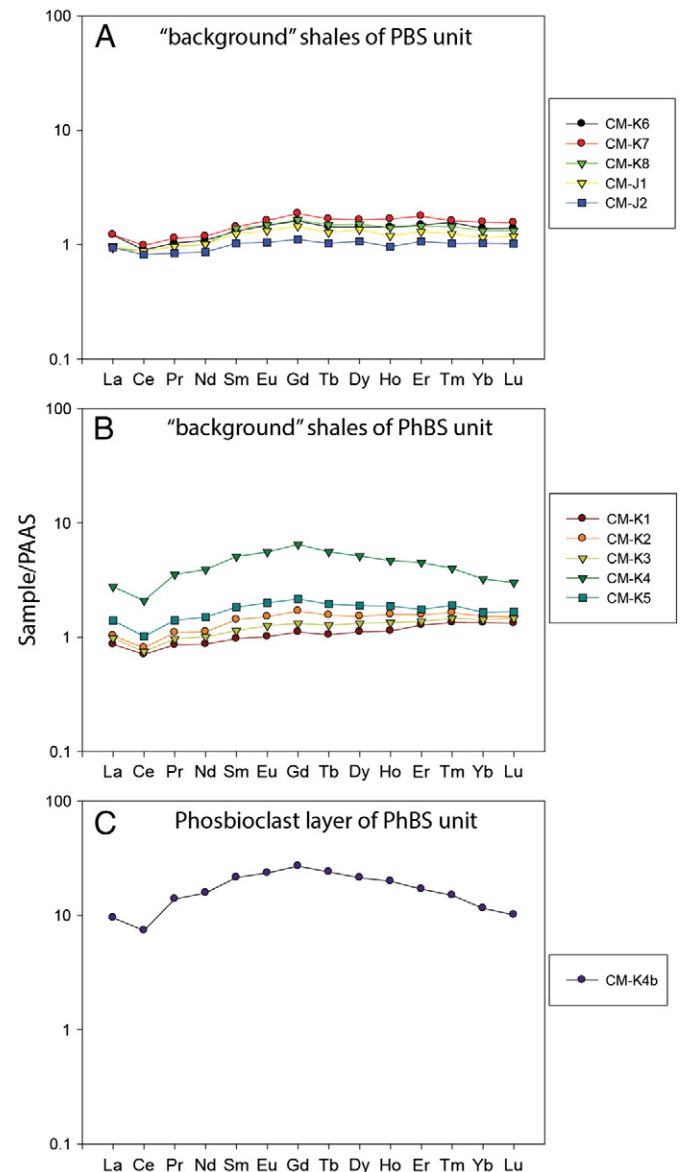 A
“background” shales of PBS unit
100
10
1
0.1
La Ce Pr Nd Sm Eu Gd Tb Dy Ho Er Tm Yb Lu
CM-K6
CM-K7
CM-K8
CM-J1
CM-J2
Sample/PAAS
B
“background” shales of PhBS unit
100
10
1
0.1
La Ce Pr Nd Sm Eu Gd Tb Dy Ho Er Tm Yb Lu
CM-K1
CM-K2
CM-K3
CM-K4
CM-K5
C
Phosbioclast layer of PhBS unit
100
10
1
0.1
La Ce Pr Nd Sm Eu Gd Tb Dy Ho Er Tm Yb Lu
CM-K4b